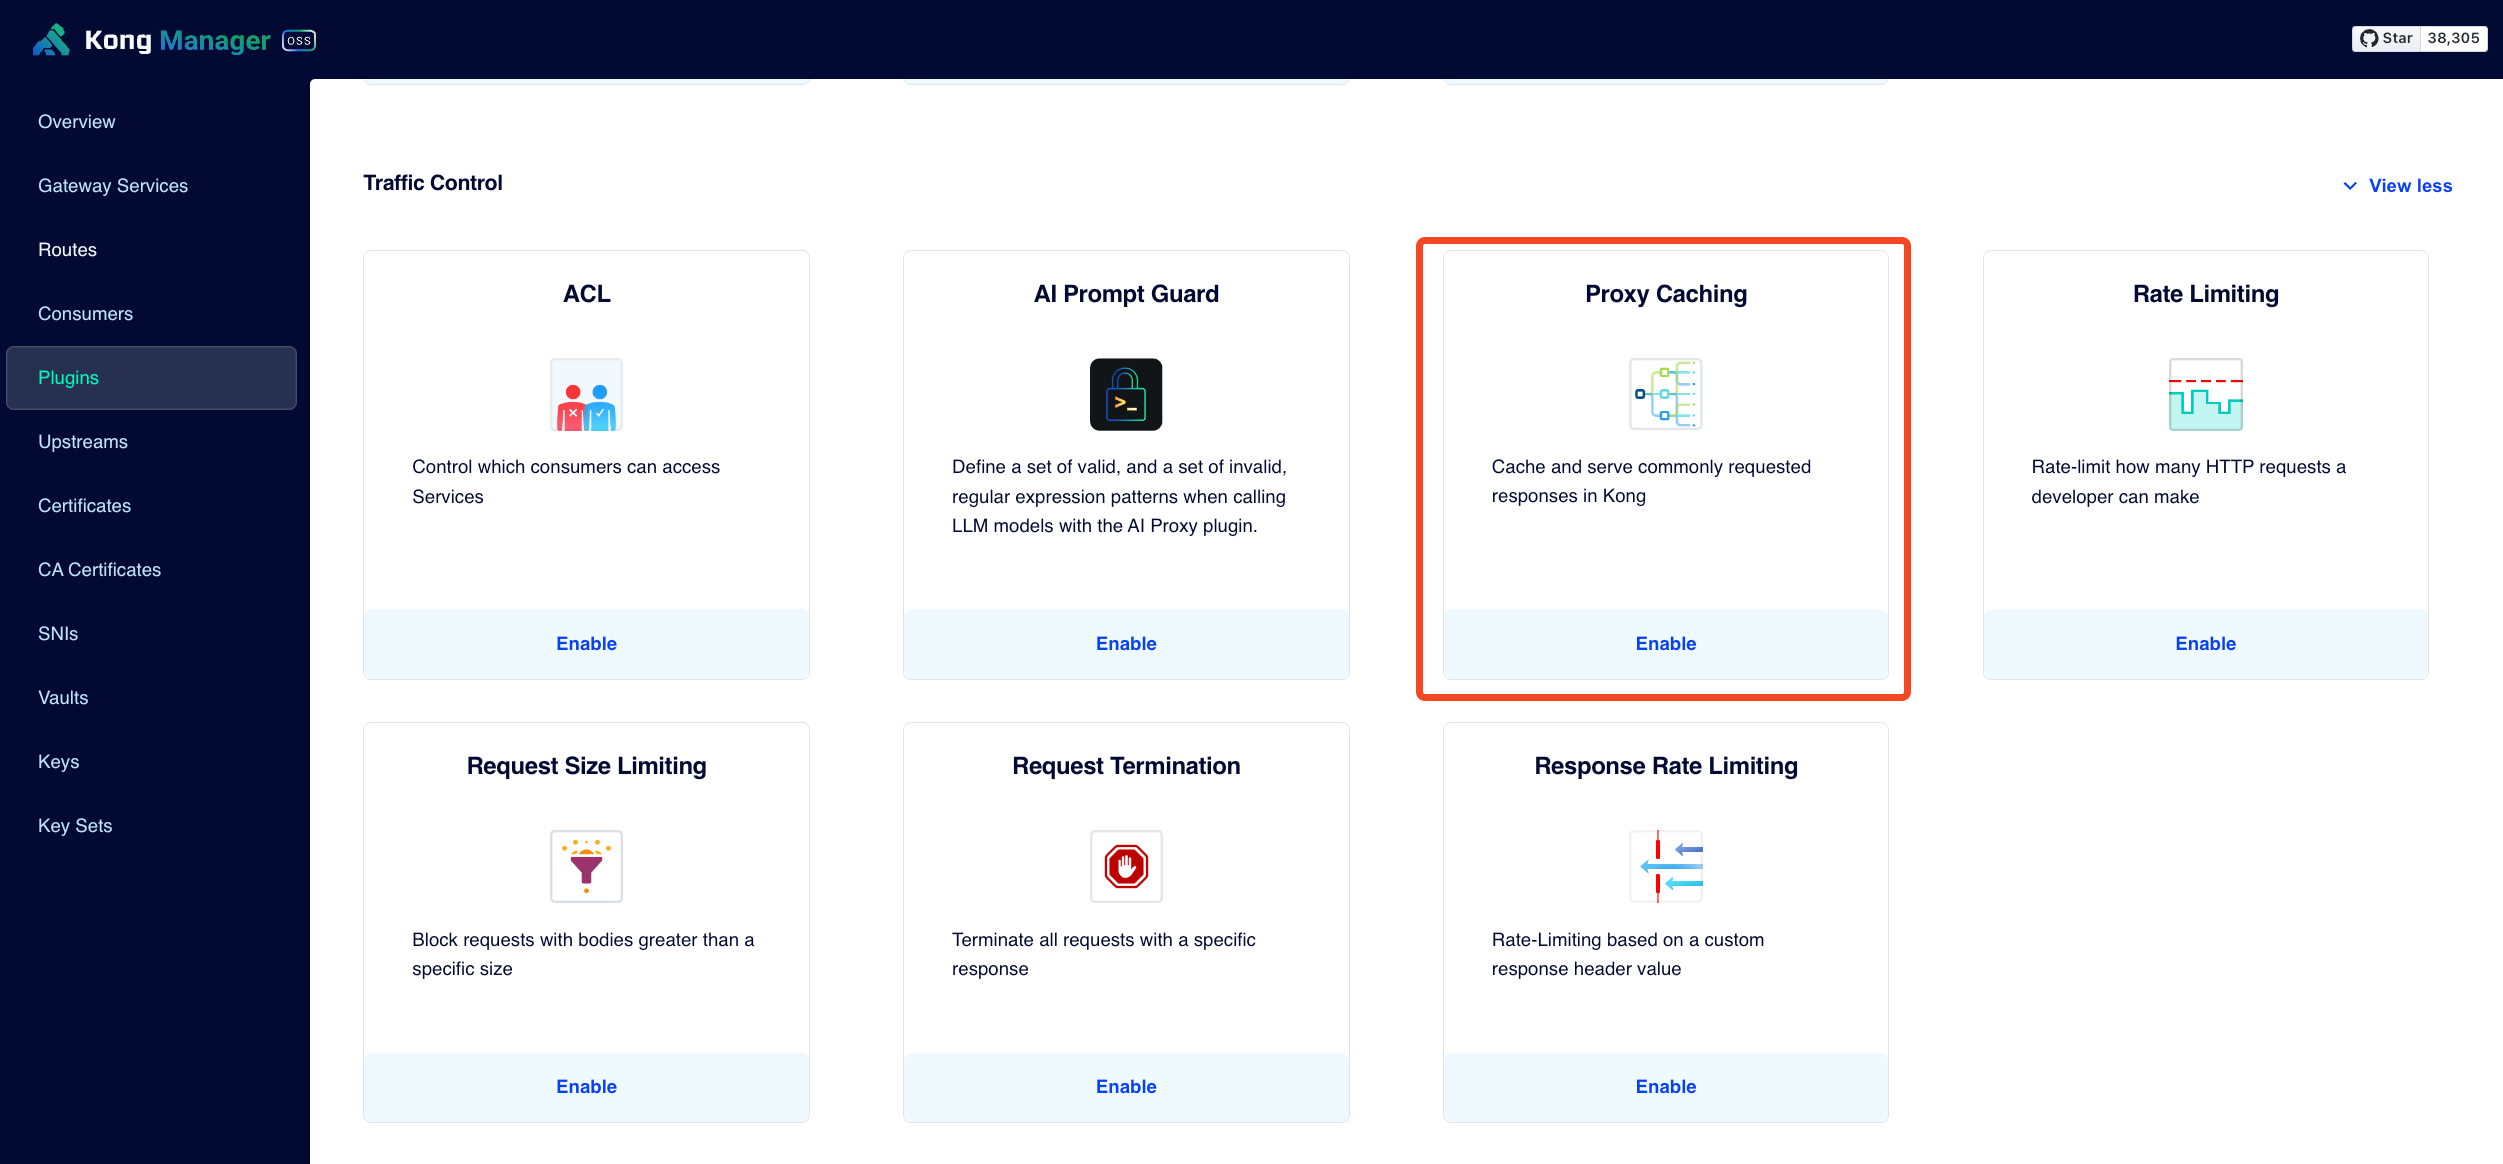 Kong Manager OSS
Star 38,305
Overview
Gateway Services
Routes
Consumers
Plugins
Upstreams
Certificates
CA Certificates
SNIs
Vaults
Keys
Key Sets
Traffic Control
View less
ACL
Control which consumers can access
Services
Enable
AI Prompt Guard
>_
Define a set of valid, and a set of invalid,
regular expression patterns when calling
LLM models with the AI Proxy plugin.
Enable
Proxy Caching
Cache and serve commonly requested
responses in Kong
Enable
Rate Limiting
Rate-limit how many HTTP requests a
developer can make
Enable
Request Size Limiting
Block requests with bodies greater than a
specific size
Enable
Request Termination
Terminate all requests with a specific
response
Enable
Response Rate Limiting
Rate-Limiting based on a custom
response header value
Enable